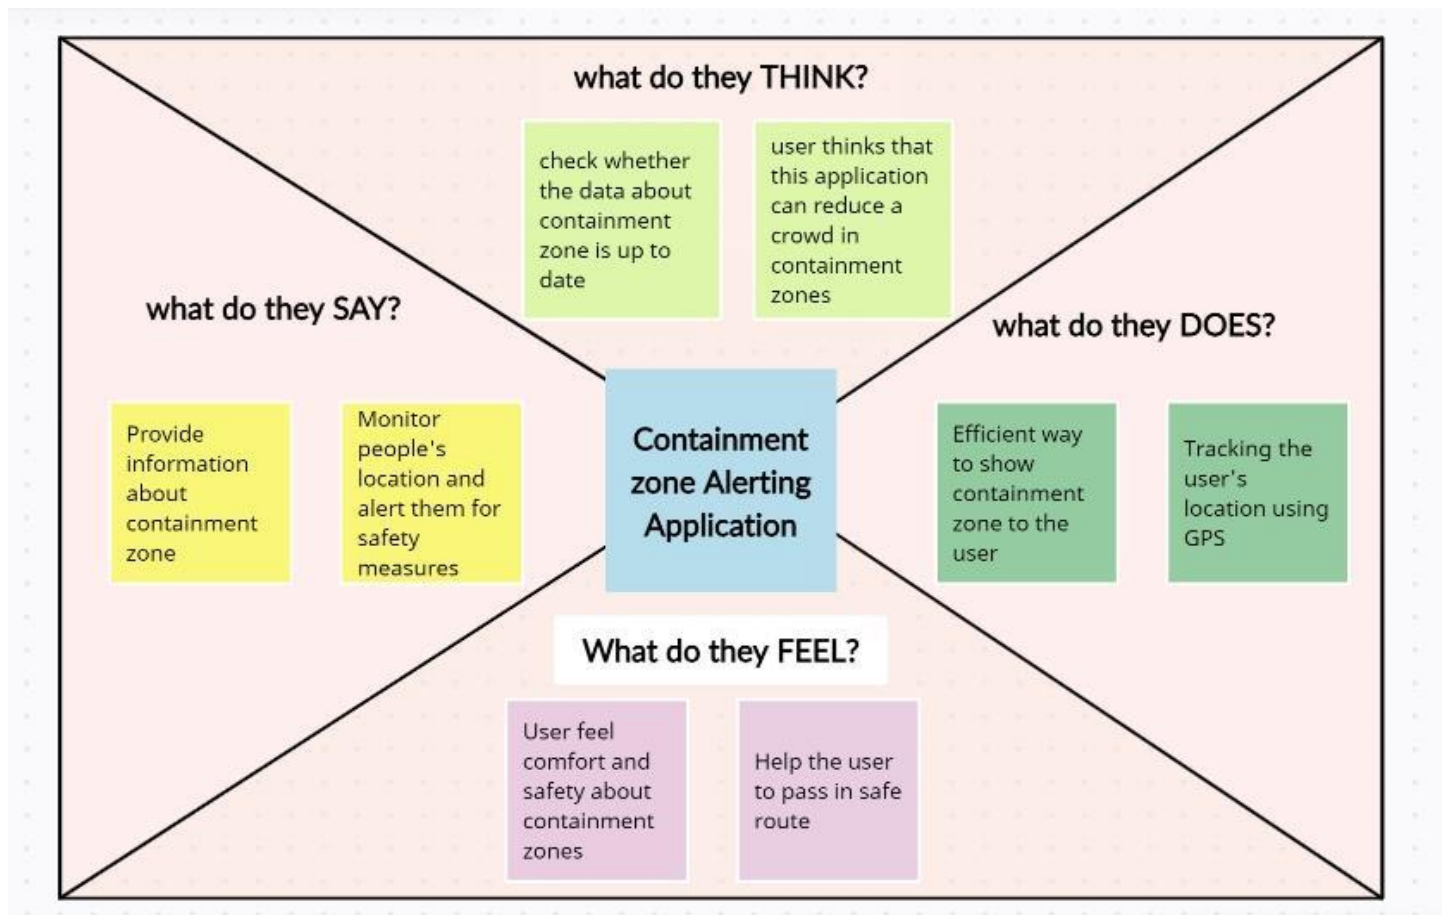 what do they THINK?
check whether
the data about
containment
zone is up to
date
user thinks that
this application
can reduce a
crowd in
containment
zones
what do they SAY?
Provide
information
about
containment
zone
Monitor
people's
location and
alert them for
safety
measures
Containment
zone Alerting
Application
what do they DOES?
Efficient way
to show
containment
zone to the
user
Tracking the
user's
location using
GPS
What do they FEEL?
User feel
comfort and
safety about
containment
zones
Help the user
to pass in safe
route